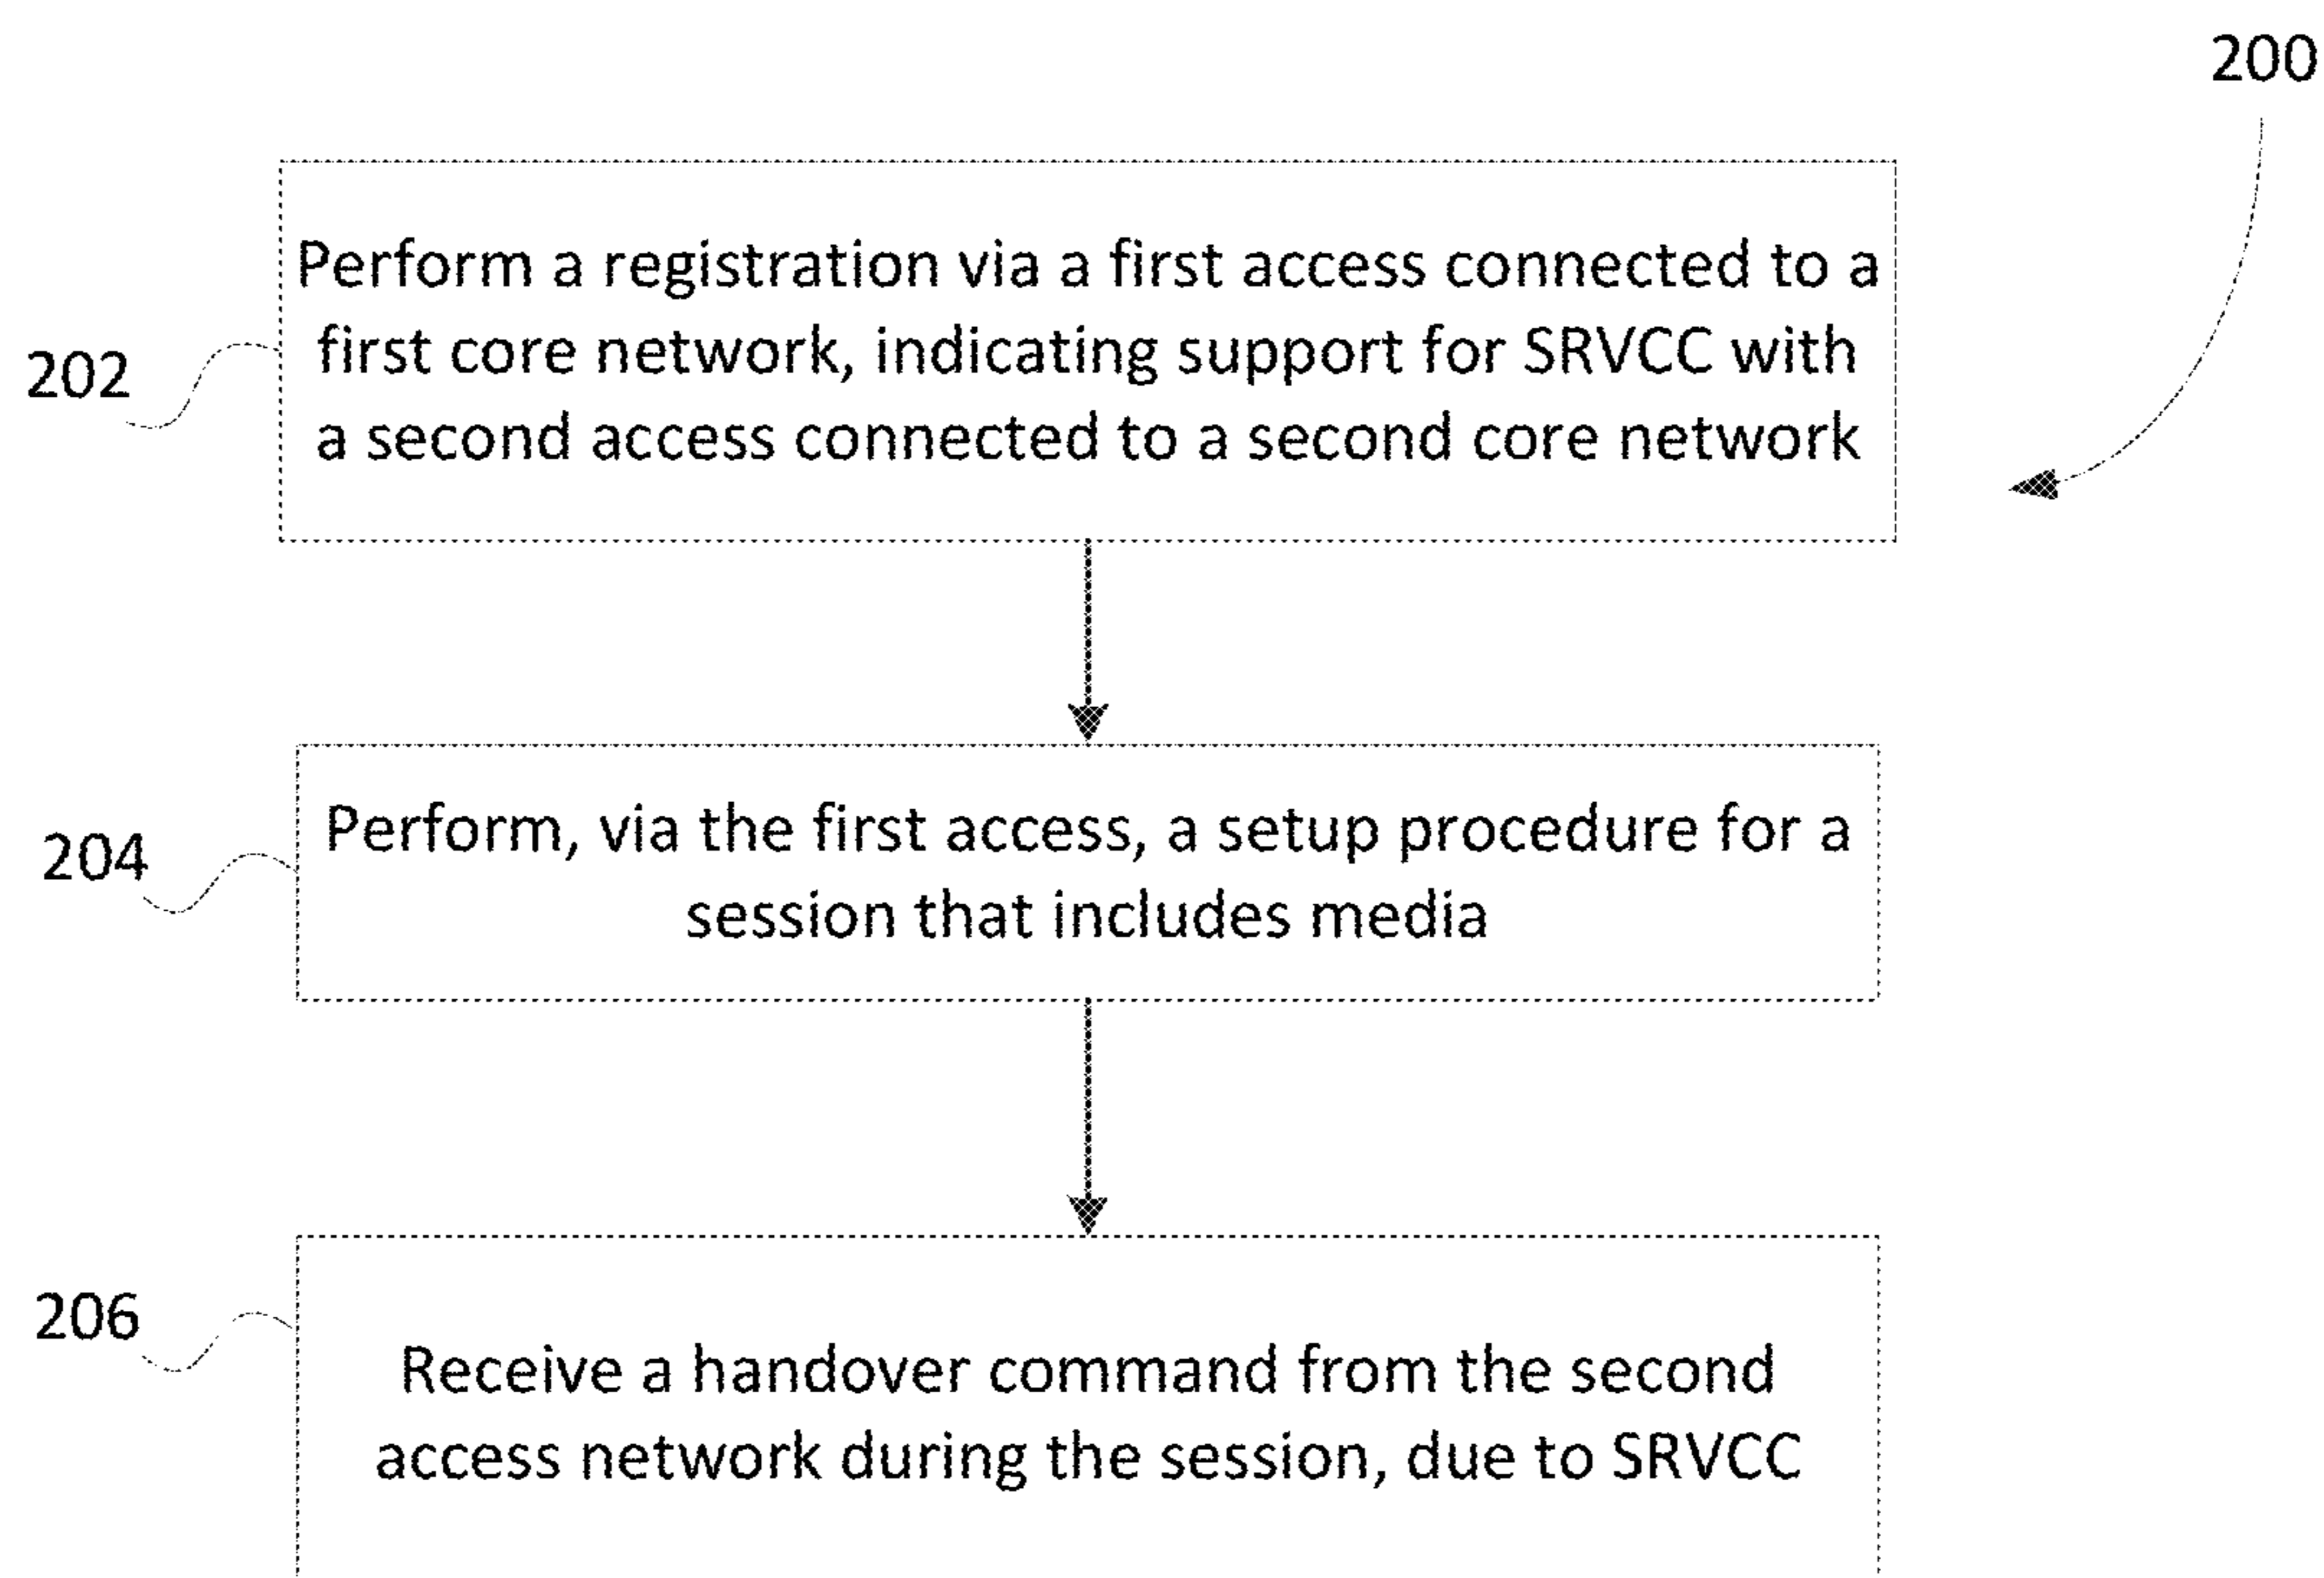 200
Perform a registration via a first access connected to a
first core network, indicating support for SRVCC with
a second access connected to a second core network
202
Perform, via the first access, a setup procedure for a
session that includes media
204
Receive a handover command from the second
access network during the session, due to SRVCC
206